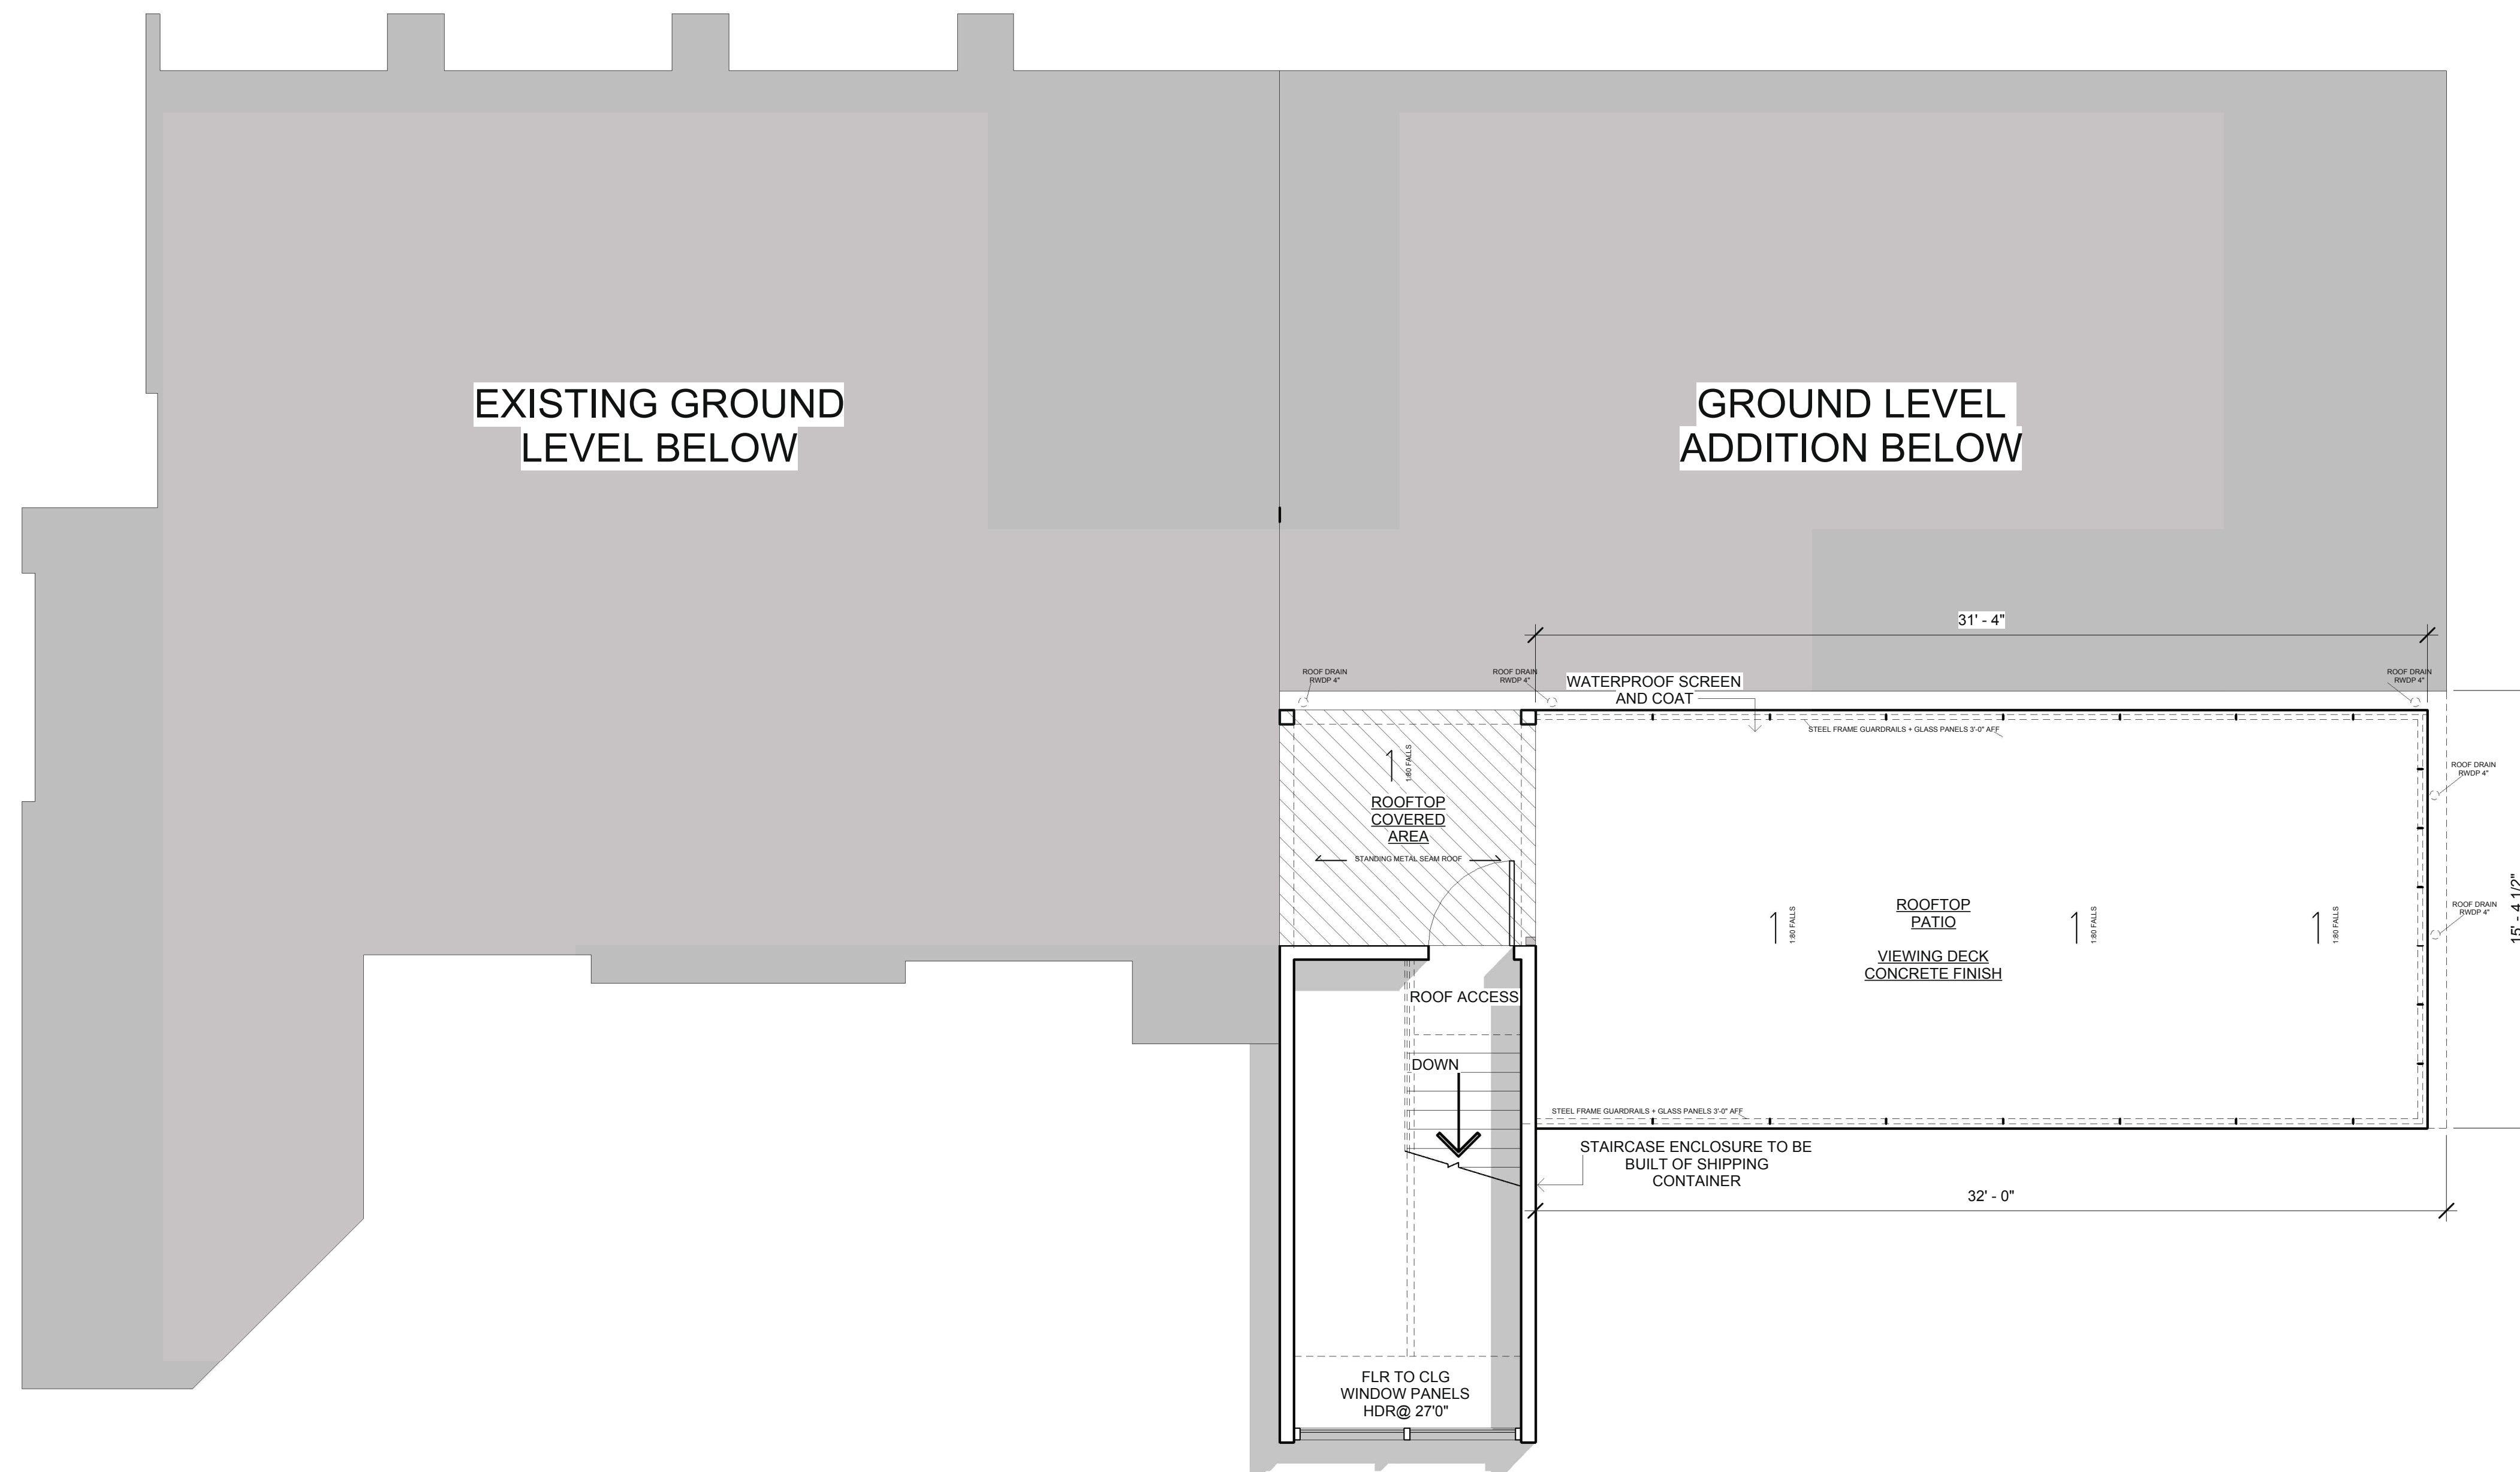 EXISTING GROUND
LEVEL BELOW
GROUND LEVEL
ADDITION BELOW
31' - 4"
ROOF DRAIN
RWDP 4"
ROOF DRAIN
RWDP 4"
WATERPROOF SCREEN
AND COAT
ROOF DRAIN
RWDP 4"
STEEL FRAME GUARDRAILS + GLASS PANELS 3'-0" AFF
1:80 FALLS
ROOFTOP
COVERED
AREA
STANDING METAL SEAM ROOF
ROOF DRAIN
RWDP 4"
ROOFTOP
PATIO
VIEWING DECK
CONCRETE FINISH
1:80 FALLS
1:80 FALLS
1:80 FALLS
ROOF DRAIN
RWDP 4"
15' - 4 1/2"
ROOF ACCESS
DOWN
STEEL FRAME GUARDRAILS + GLASS PANELS 3'-0" AFF
STAIRCASE ENCLOSURE TO BE
BUILT OF SHIPPING
CONTAINER
32' - 0"
FLR TO CLG
WINDOW PANELS
HDR@ 27'0"